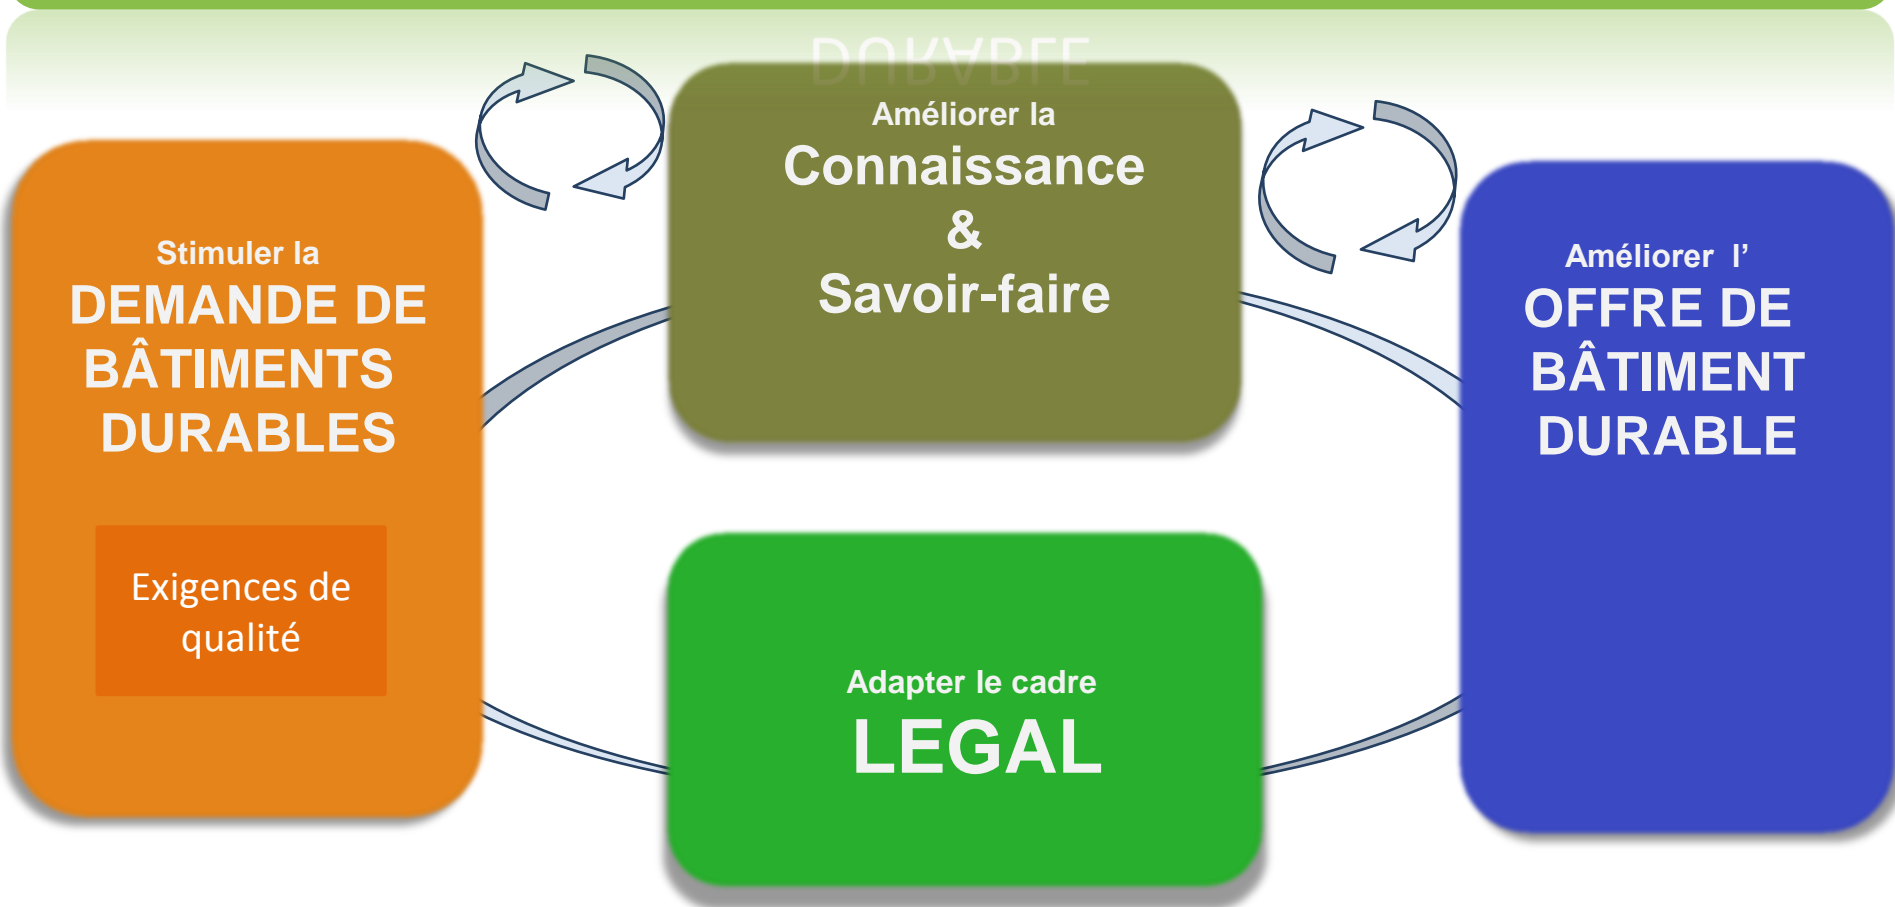 DURABLE
Améliorer la
Connaissance
&
Savoir-faire
Stimuler la
DEMANDE DE
BÂTIMENTS
DURABLES
Exigences de
qualité
Améliorer l’
OFFRE DE
BÂTIMENT
DURABLE
Adapter le cadre
LEGAL